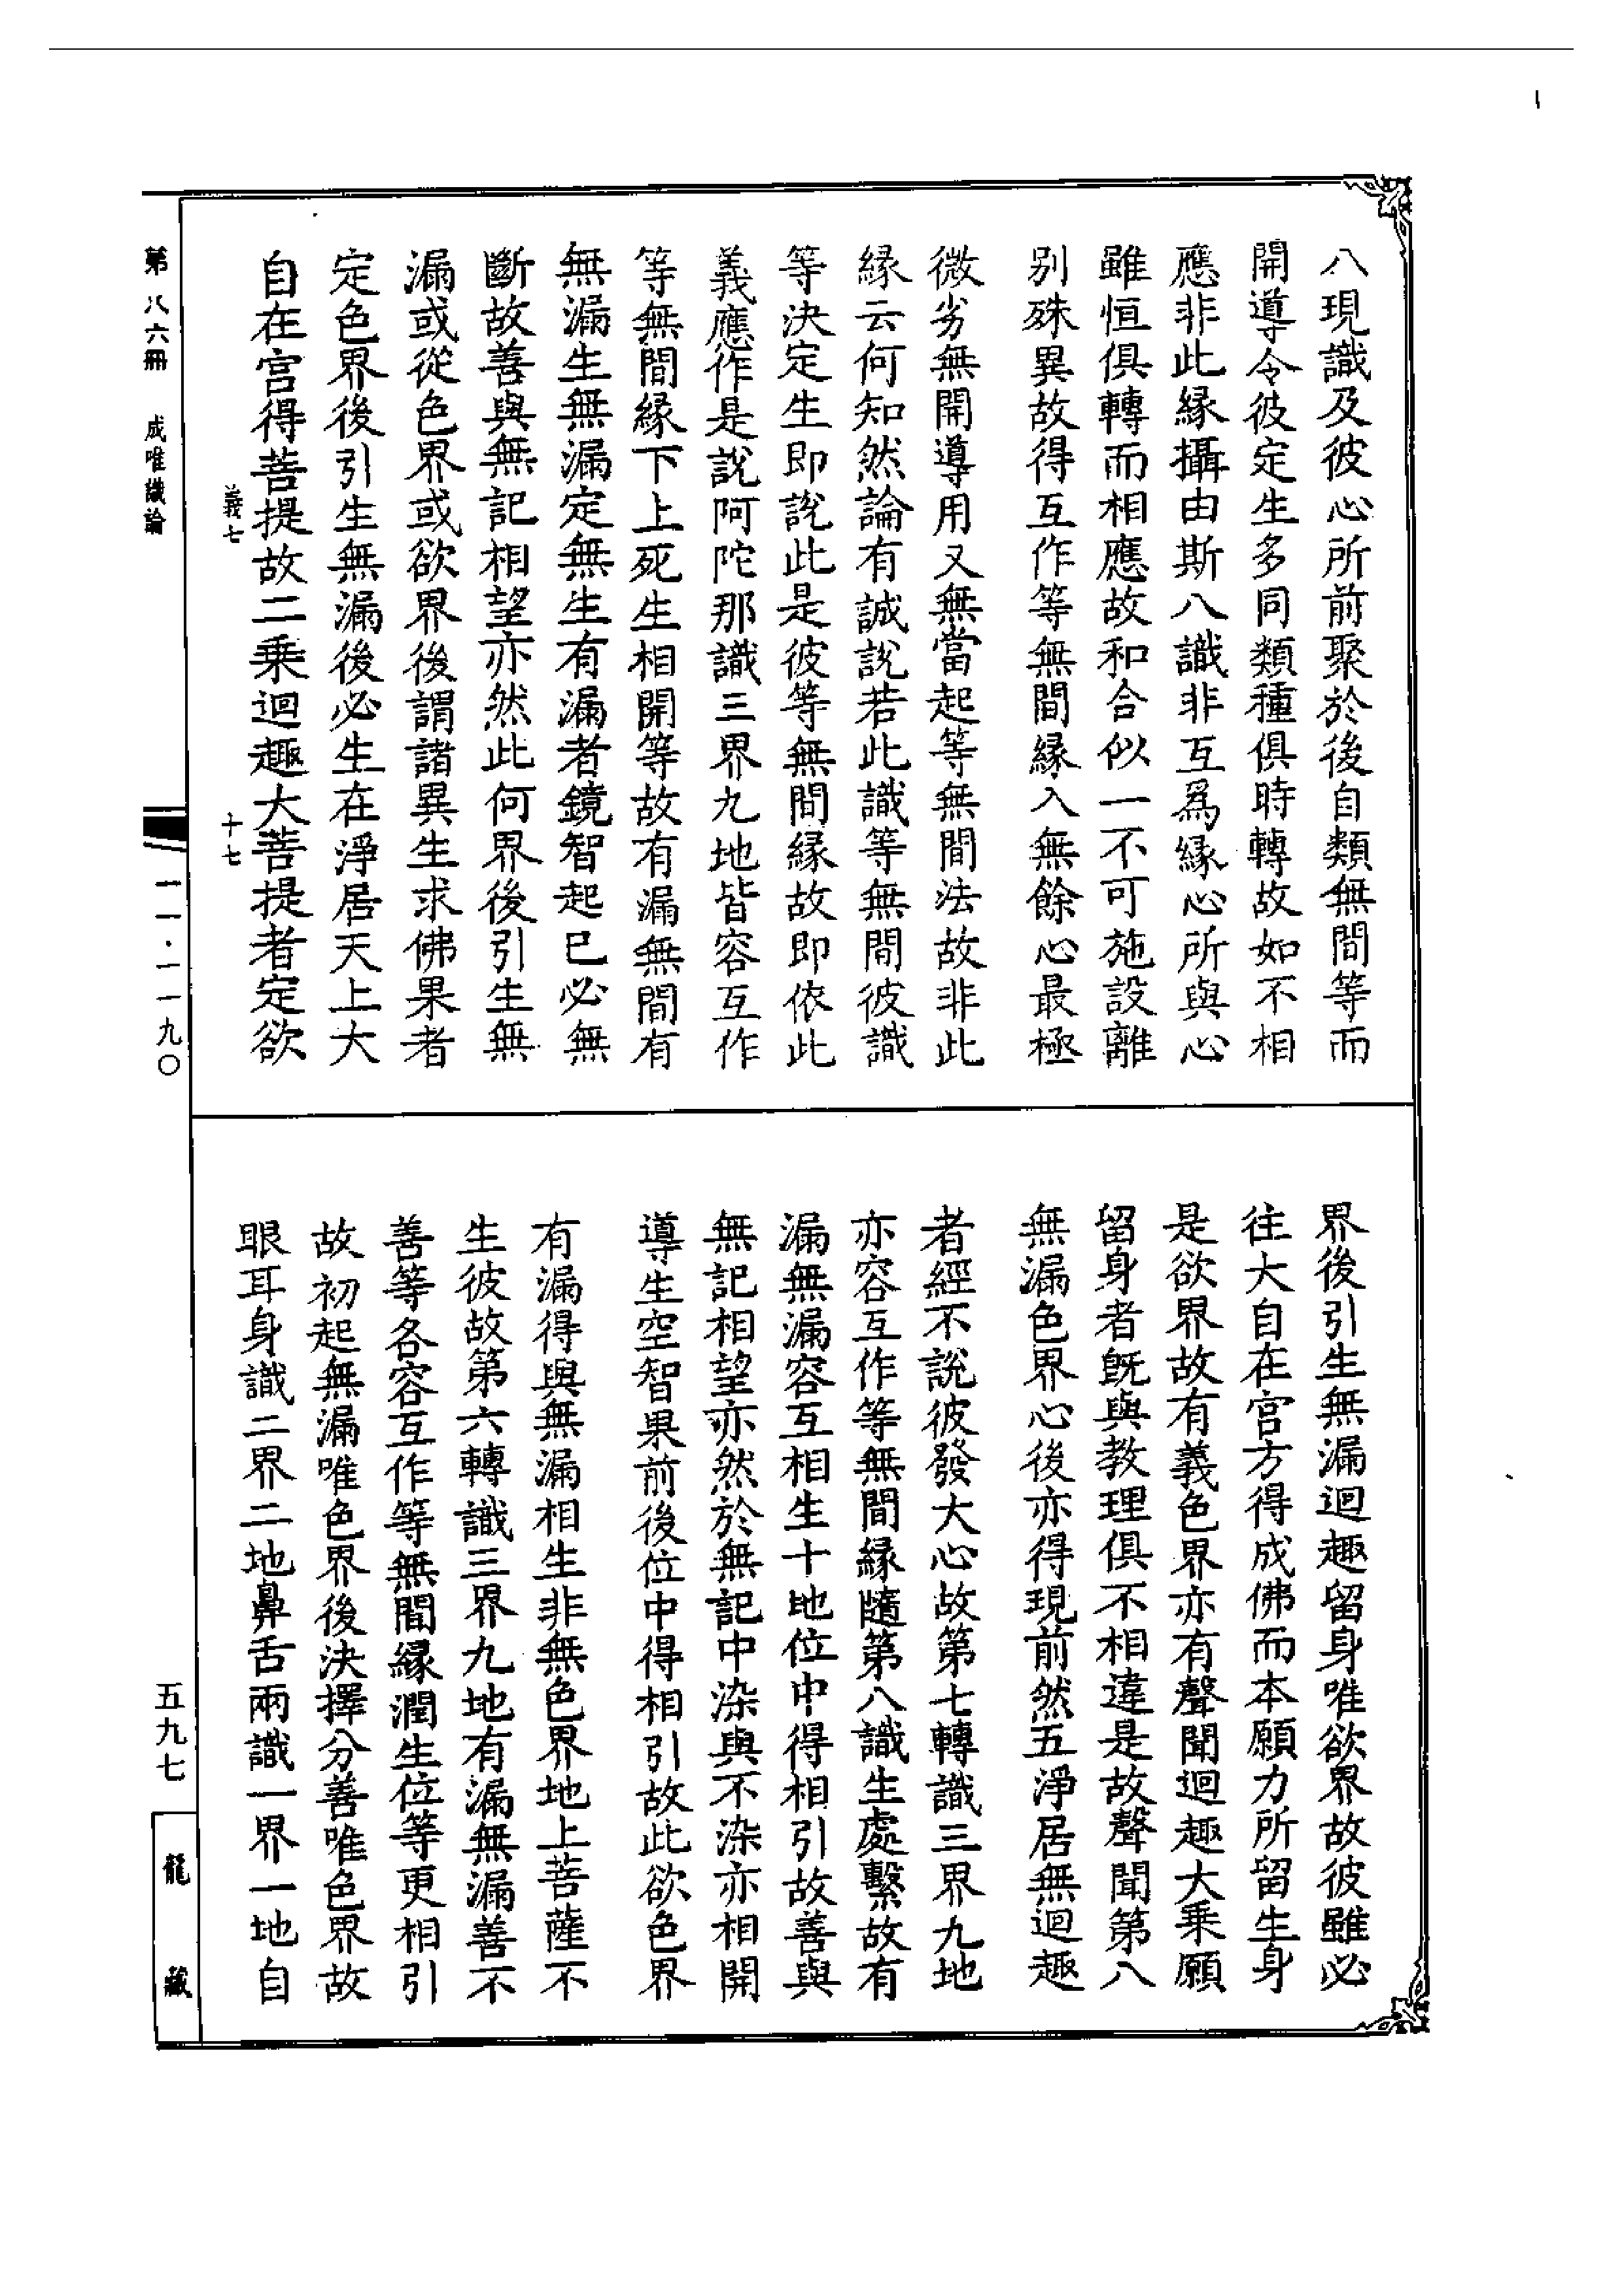 八現識及彼心所前聚於後自類無間等而
開導令彼定生多同類種俱時轉故如不相
應非此緣攝由斯八識非互爲緣心所與心
雖恒俱轉而相應故和合似一不可施設離
別殊異故得互作等無間緣入無餘心最極
微劣無開導用又無當起等無間法故非此
緣云何知然論有誠說若此識等無間彼識
等決定生即說此是彼等無間緣故即依此
義應作是說阿陀那識三界九地皆容互作
等無間緣下上死生相開等故有漏無間有
無漏生無漏定無生有漏者鏡智起已必無
斷故善與無記相望亦然此何界後引生無
漏或從色界或欲界後謂諸異生求佛果者
定色界後引生無漏後必生在淨居天上大
自在宮得菩提故二乘迴趣大菩提者定欲
義七
十七
界後引生無漏迴趣留身唯欲界故彼雖必
往大自在宮方得成佛而本願力所留生身
是欲界故有義色界亦有聲聞迴趣大乘願
留身者旣與教理俱不相違是故聲聞第八
無漏色界心後亦得現前然五淨居無迴趣
者經不說彼發大心故第七轉識三界九地
亦容互作等無間緣隨第八識生處繫故有
漏無漏容互相生十地位中得相引故善與
無記相望亦然於無記中染與不染亦相開
導生空智果前後位中得相引故此欲色界
有漏得與無漏相生非無色界地上菩薩不
生彼故第六轉識三界九地有漏無漏善不
善等各容互作等無間緣潤生位等更相引
故初起無漏唯色界後決擇分善唯色界故
眼耳身識二界二地鼻舌兩識一界一地自
第八六冊
成唯識論
一一·一一九〇
五九七
龍藏